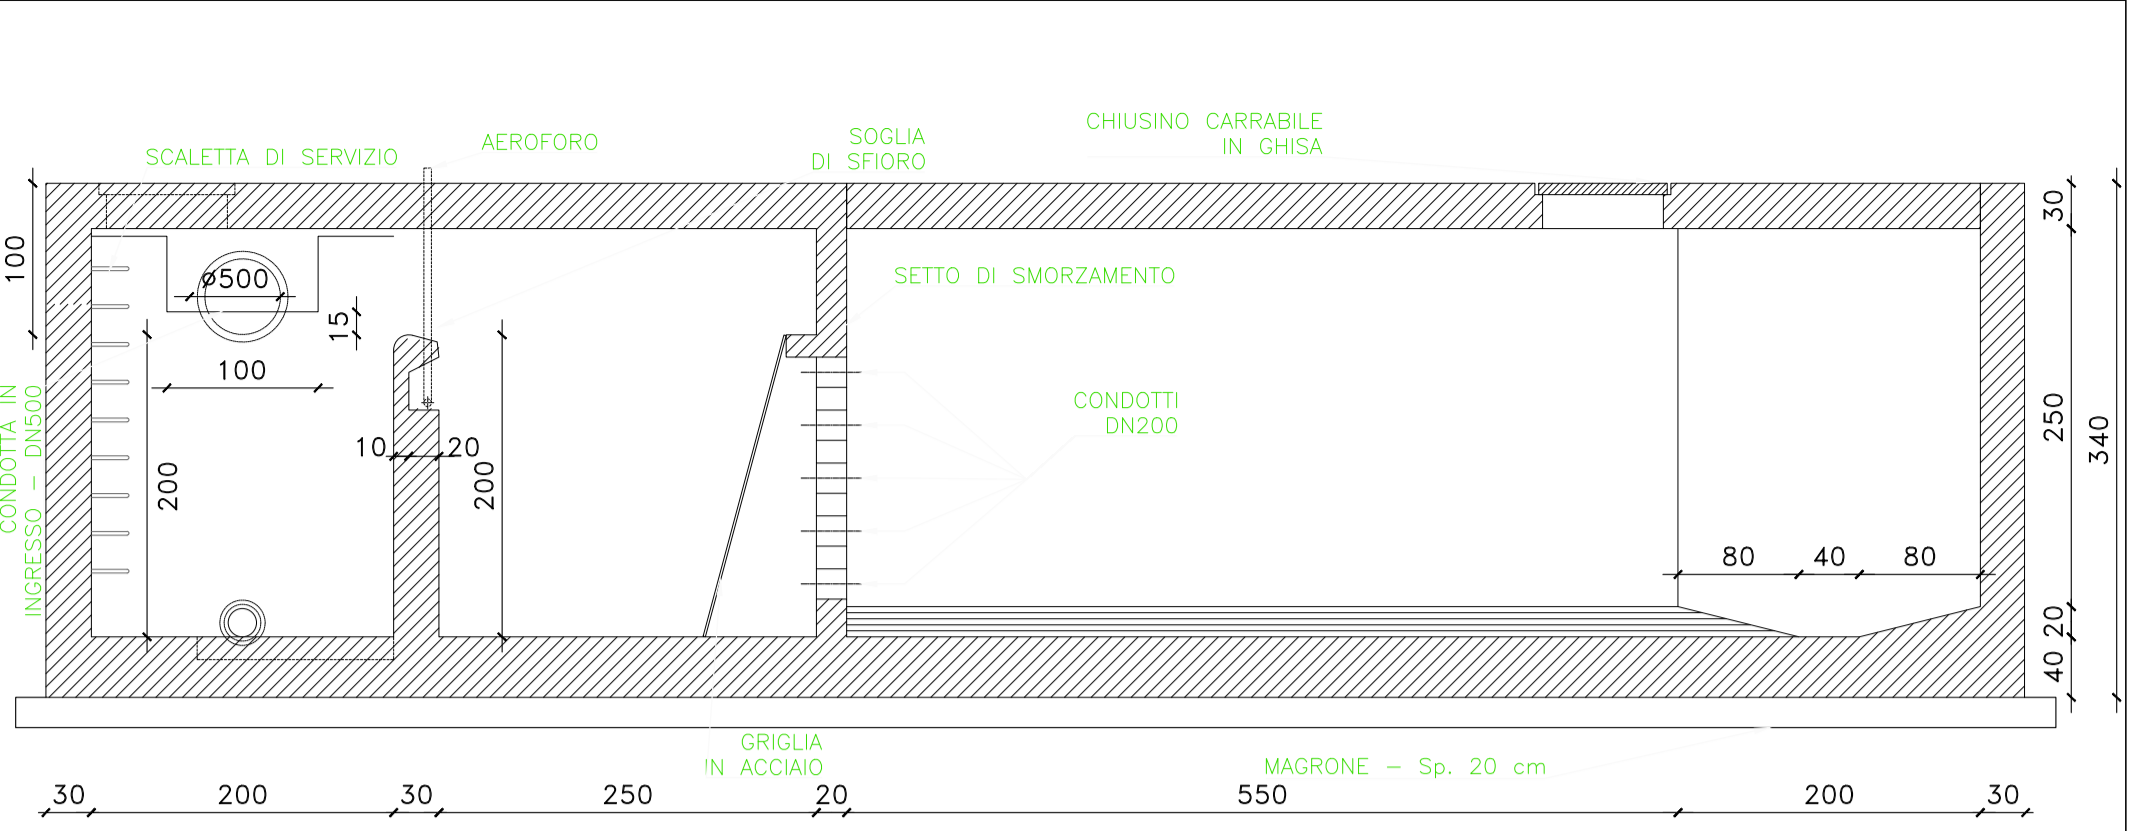 SCALETTA DI SERVIZIO
AEROFORO
SOGLIA
DI SFIORO
CHIUSINO CARRABILE
IN GHISA
100
ø500
15
100
200
10
20
200
CONDOTTA IN
INGRESSO - DN500
SETTO DI SMORZAMENTO
CONDOTTI
DN200
80
40
80
30
250
20
40
340
GRIGLIA
IN ACCIAIO
MAGRONE - Sp. 20 cm
30
200
30
250
20
550
200
30